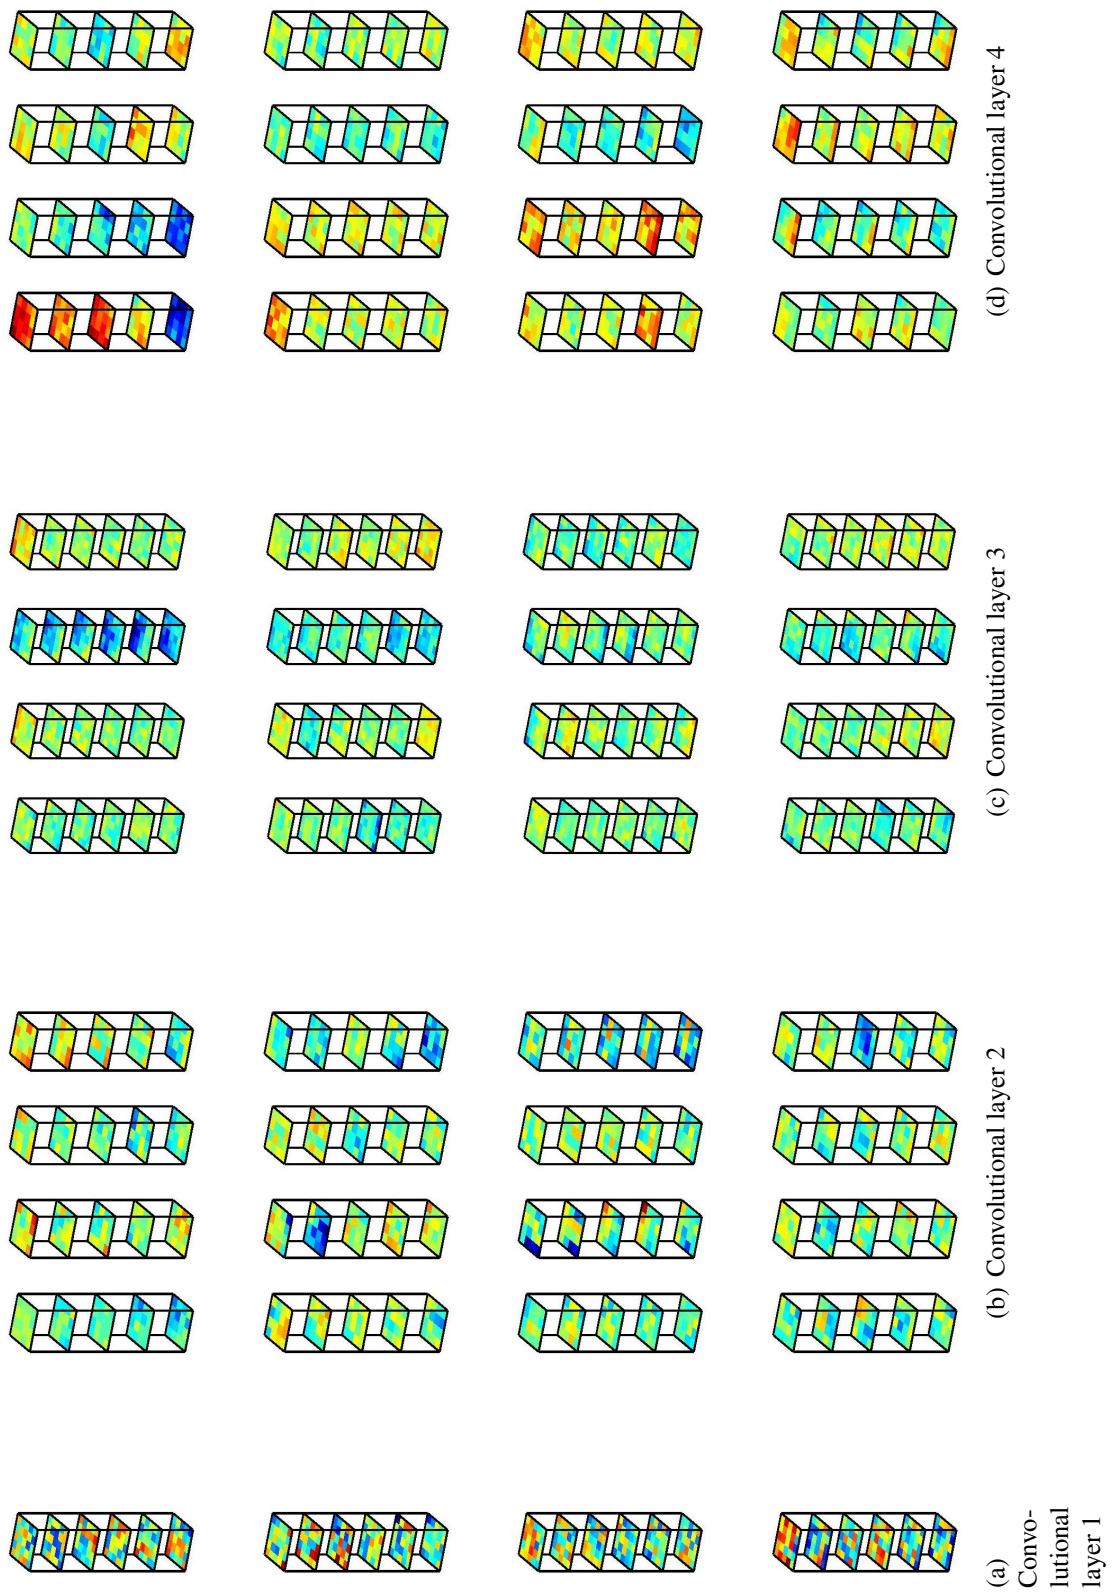 (a)
Convo-
lutional
layer 1
(b) Convolutional layer 2
(c) Convolutional layer 3
(d) Convolutional layer 4